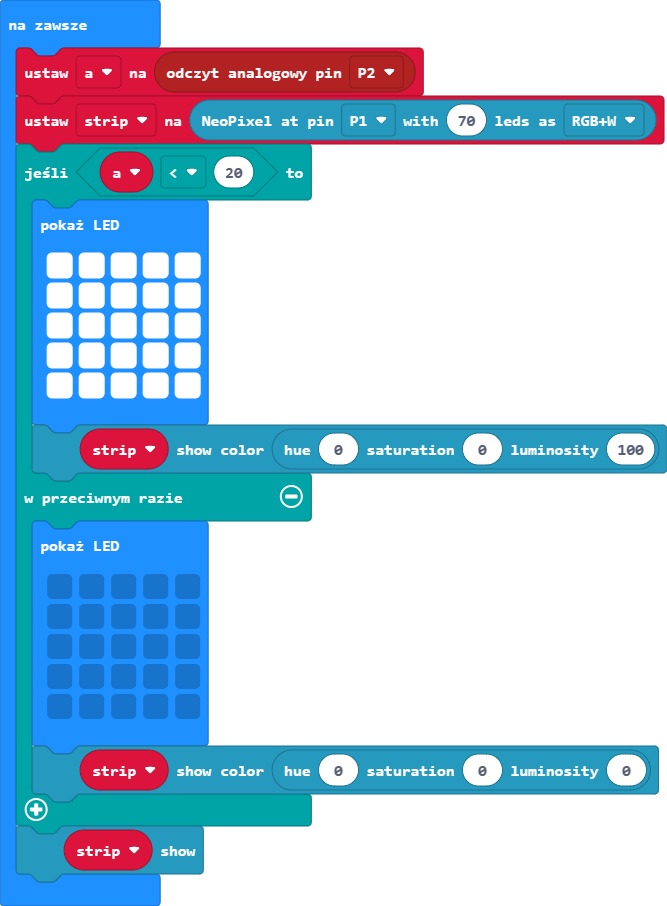 na zawsze
ustaw a na odczyt analogowy pin P2
ustaw strip na NeoPixel at pin P1 with 70 leds as RGB+W
jeśli a < 20 to
pokaż LED
strip show color hue 0 saturation 0 luminosity 100
w przeciwnym razie
pokaż LED
strip show color hue 0 saturation 0 luminosity 0
strip show